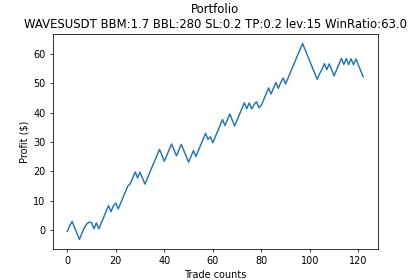 Portfolio
WAVESUSDT BBM:1.7 BBL:280 SL:0.2 TP:0.2 lev:15 WinRatio:63.0
60
50
40
30
20
10
0
Profit ($)
0 20 40 60 80 100 120
Trade counts